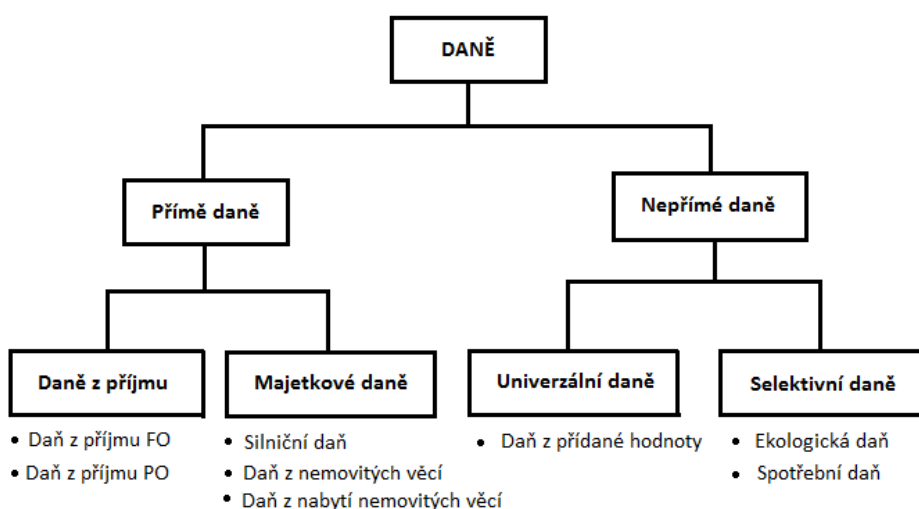 DANĚ
Přímě daně
Nepřímé daně
Daně z příjmu
Majetkové daně
Univerzální daně
Selektivní daně
• Daň z příjmu FO
• Daň z příjmu PO
• Silniční daň
• Daň z nemovitých věcí
• Daň z nabytí nemovitých věcí
• Daň z přídané hodnoty
• Ekologická daň
• Spotřební daň